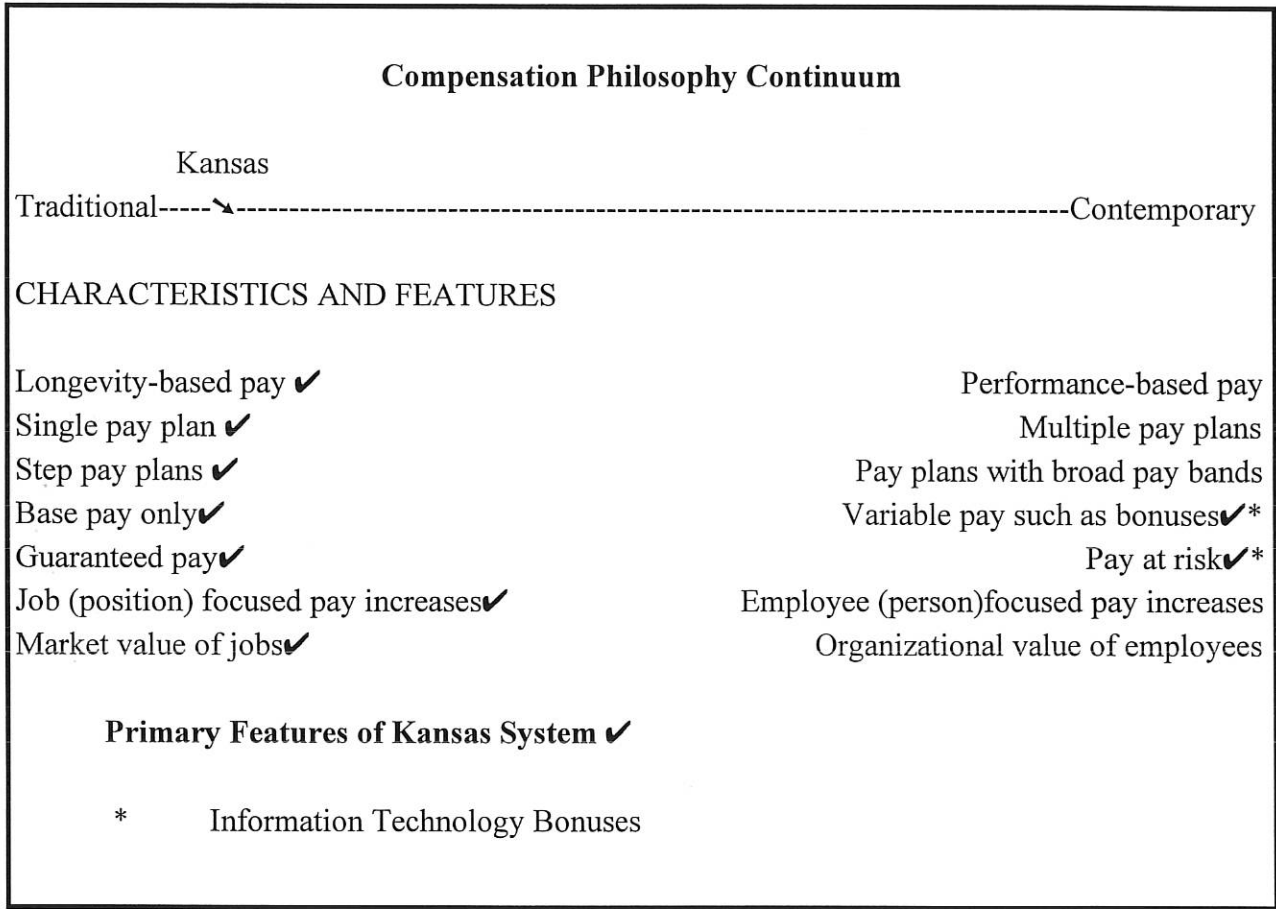 Compensation Philosophy Continuum
Kansas
Traditional-----➘-------------------------------------------------------------------------------Contemporary
CHARACTERISTICS AND FEATURES
Longevity-based pay ✔ Performance-based pay
Single pay plan ✔ Multiple pay plans
Step pay plans ✔ Pay plans with broad pay bands
Base pay only✔ Variable pay such as bonuses✔*
Guaranteed pay✔ Pay at risk✔*
Job (position) focused pay increases✔ Employee (person)focused pay increases
Market value of jobs✔ Organizational value of employees
Primary Features of Kansas System ✔
* Information Technology Bonuses